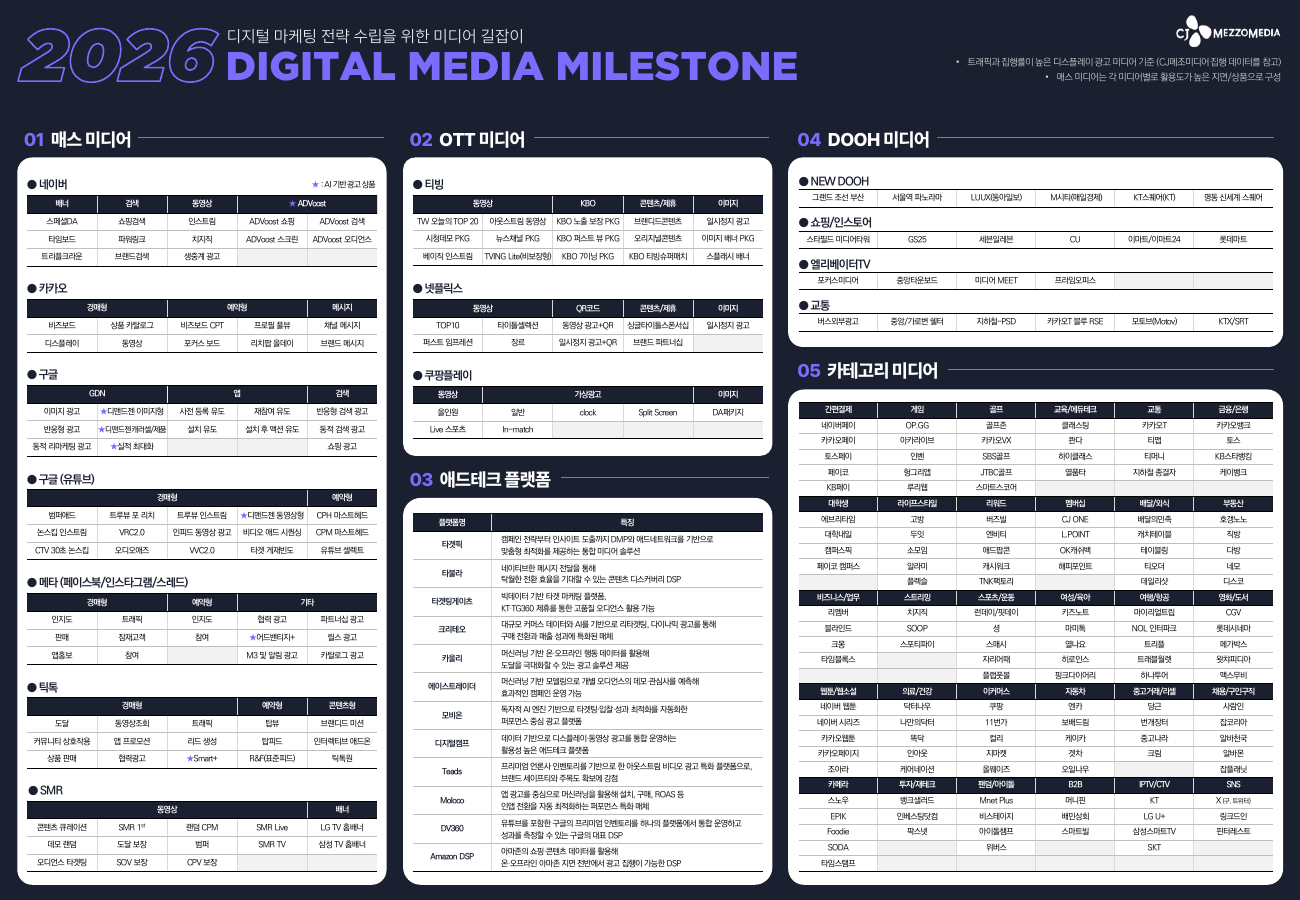 2026
디지털 마케팅 전략 수립을 위한 미디어 길잡이
DIGITAL MEDIA MILESTONE
CJ MEZZOMEDIA
• 트래픽과 집행률이 높은 디스플레이 광고 미디어 기준 (CJ메조미디어 집행 데이터를 참고)
• 매스 미디어는 각 미디어별로 활용도가 높은 지면/상품으로 구성
01 매스 미디어
● 네이버
★ : AI 기반 광고 상품
배너 검색 동영상 ★ ADVoost
스페셜DA 쇼핑검색 인스트림 ADVoost 쇼핑 ADVoost 검색
타임보드 파워링크 치지직 ADVoost 스크린 ADVoost 오디언스
트리플크라운 브랜드검색 생중계 광고
● 카카오
경매형 예약형 메시지
비즈보드 상품 카탈로그 비즈보드 CPT 프로필 풀뷰 채널 메시지
디스플레이 동영상 포커스 보드 리치팝 올데이 브랜드 메시지
● 구글
GDN 앱 검색
이미지 광고 ★디맨드젠 이미지형 사전 등록 유도 재참여 유도 반응형 검색 광고
반응형 광고 ★디맨드젠캐러셀/제품 설치 유도 설치 후 액션 유도 동적 검색 광고
동적 리마케팅 광고 ★실적 최대화 쇼핑 광고
● 구글 (유튜브)
경매형 예약형
범퍼애드 트루뷰 포 리치 트루뷰 인스트림 ★디맨드젠 동영상형 CPH 마스트헤드
논스킵 인스트림 VRC2.0 인피드 동영상 광고 비디오 애드 시퀀싱 CPM 마스트헤드
CTV 30초 논스킵 오디오애즈 VVC2.0 타겟 게재빈도 유튜브 셀렉트
● 메타 (페이스북/인스타그램/스레드)
경매형 예약형 기타
인지도 트래픽 인지도 협력 광고 파트너십 광고
판매 잠재고객 참여 ★어드밴티지+ 릴스 광고
앱홍보 참여 M3 및 알림 광고 카탈로그 광고
● 틱톡
경매형 예약형 콘텐츠형
도달 동영상조회 트래픽 탑뷰 브랜디드 미션
커뮤니티 상호작용 앱 프로모션 리드 생성 탑피드 인터랙티브 애드온
상품 판매 협력광고 ★Smart+ R&F(표준피드) 틱톡원
● SMR
동영상 배너
콘텐츠 큐레이션 SMR 1st 랜덤 CPM SMR Live LG TV 홈배너
데모 랜덤 도달 보장 범퍼 SMR TV 삼성 TV 홈배너
오디언스 타겟팅 SOV 보장 CPV 보장
02 OTT 미디어
● 티빙
동영상 KBO 콘텐츠/제휴 이미지
TW 오늘의 TOP 20 아웃스트림 동영상 KBO 노출 보장 PKG 브랜디드콘텐츠 일시정지 광고
시청데모 PKG 뉴스채널 PKG KBO 퍼스트 뷰 PKG 오리지널콘텐츠 이미지 배너 PKG
베이직 인스트림 TVING Lite(비보장형) KBO 7이닝 PKG KBO 티빙슈퍼매치 스플래시 배너
● 넷플릭스
동영상 QR코드 콘텐츠/제휴 이미지
TOP10 타이틀셀렉션 동영상 광고+QR 싱글타이틀스폰서십 일시정지 광고
퍼스트 임프레션 장르 일시정지 광고+QR 브랜드 파트너십
● 쿠팡플레이
동영상 가상광고 이미지
올인원 일반 clock Split Screen DA패키지
Live 스포츠 In-match
03 애드테크 플랫폼
플랫폼명 특징
타겟픽 캠페인 전략부터 인사이트 도출까지 DMP와 애드네트워크를 기반으로
맞춤형 최적화를 제공하는 통합 미디어 솔루션
타불라 네이티브한 메시지 전달을 통해
탁월한 전환 효율을 기대할 수 있는 콘텐츠 디스커버리 DSP
타겟팅게이츠 빅데이터 기반 타겟 마케팅 플랫폼,
KT·TG360 제휴를 통한 고품질 오디언스 활용 가능
크리테오 대규모 커머스 데이터와 AI를 기반으로 리타겟팅, 다이나믹 광고를 통해
구매 전환과 매출 성과에 특화된 매체
카울리 머신러닝 기반 온·오프라인 행동 데이터를 활용해
도달을 극대화할 수 있는 광고 솔루션 제공
에이스트레이더 머신러닝 기반 모델링으로 개별 오디언스의 데모·관심사를 예측해
효과적인 캠페인 운영 가능
모비온 독자적 AI 엔진 기반으로 타겟팅·입찰·성과 최적화를 자동화한
퍼포먼스 중심 광고 플랫폼
디지털캠프 데이터 기반으로 디스플레이·동영상 광고를 통합 운영하는
활용성 높은 애드테크 플랫폼
Teads 프리미엄 언론사 인벤토리를 기반으로 한 아웃스트림 비디오 광고 특화 플랫폼으로,
브랜드 세이프티와 주목도 확보에 강점
Moloco 앱 광고를 중심으로 머신러닝을 활용해 설치, 구매, ROAS 등
인앱 전환을 자동 최적화하는 퍼포먼스 특화 매체
DV360 유튜브를 포함한 구글의 프리미엄 인벤토리를 하나의 플랫폼에서 통합 운영하고
성과를 측정할 수 있는 구글의 대표 DSP
Amazon DSP 아마존의 쇼핑·콘텐츠 데이터를 활용해
온·오프라인 아마존 지면 전반에서 광고 집행이 가능한 DSP
04 DOOH 미디어
● NEW DOOH
그랜드 조선 부산 서울역 파노라마 LUUX(동아일보) M시티(매일경제) KT스퀘어(KT) 명동 신세계 스퀘어
● 쇼핑/인스토어
스타필드 미디어타워 GS25 세븐일레븐 CU 이마트/이마트24 롯데마트
● 엘리베이터TV
포커스미디어 중앙타운보드 미디어 MEET 프라임오피스
● 교통
버스외부광고 중앙/가로변 쉘터 지하철-PSD 카카오T 블루 RSE 모토브(Motov) KTX/SRT
05 카테고리 미디어
간편결제 게임 골프 교육/에듀테크 교통 금융/은행
네이버페이 OP.GG 골프존 클래스팅 카카오T 카카오뱅크
카카오페이 아카라이브 카카오VX 콴다 티맵 토스
토스페이 인벤 SBS골프 하이클래스 티머니 KB스타뱅킹
페이코 헝그리앱 JTBC골프 열품타 지하철 종결자 케이뱅크
KB페이 루리웹 스마트스코어
대학생 라이프스타일 리워드 멤버십 배달/외식 부동산
에브리타임 고방 버즈빌 CJ ONE 배달의민족 호갱노노
대학내일 두잇 엔비티 L.POINT 캐치테이블 직방
캠퍼스픽 소모임 애드팝콘 OK캐쉬백 테이블링 다방
페이코 캠퍼스 알라미 캐시워크 해피포인트 티오더 네모
플렉슬 TNK팩토리 데일리샷 디스코
비즈니스/업무 스트리밍 스포츠/운동 여성/육아 여행/항공 영화/도서
리멤버 치지직 런데이/핏데이 키즈노트 마이리얼트립 CGV
블라인드 SOOP 셩 마미톡 NOL 인터파크 롯데시네마
크몽 스포티파이 스매시 열나요 트리플 메가박스
타임블록스 자리어때 히로인스 트래블월렛 왓챠피디아
플랩풋볼 핑크다이어리 하나투어 맥스무비
웹툰/웹소설 의료/건강 이커머스 자동차 중고거래/리셀 채용/구인구직
네이버 웹툰 닥터나우 쿠팡 엔카 당근 사람인
네이버 시리즈 나만의닥터 11번가 보배드림 번개장터 잡코리아
카카오웹툰 똑닥 컬리 케이카 중고나라 알바천국
카카오페이지 인아웃 지마켓 겟차 크림 알바몬
조아라 케어네이션 올웨이즈 오일나우 잡플래닛
카메라 투자/재테크 팬덤/아이돌 B2B IPTV/CTV SNS
스노우 뱅크샐러드 Mnet Plus 머니핀 KT X (구. 트위터)
EPIK 인베스팅닷컴 비스테이지 배민상회 LG U+ 링크드인
Foodie 팍스넷 아이돌챔프 스마트빌 삼성스마트TV 핀터레스트
SODA 위버스 SKT
타임스탬프